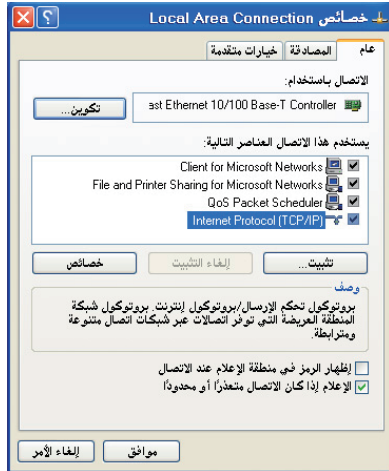 خصائص Local Area Connection
عام
المصادقة
خيارات متقدمة
الاتصال باستخدام:
ast Ethernet 10/100 Base-T Controller
تكوين...
يستخدم هذا الاتصال العناصر التالية:
Client for Microsoft Networks
File and Printer Sharing for Microsoft Networks
QoS Packet Scheduler
Internet Protocol (TCP/IP)
تثبيت...
إلغاء التثبيت
خصائص
وصف
بروتوكول تحكم الإرسال/بروتوكول إنترنت. بروتوكول شبكة
المنطقة العريضة التي توفر اتصالات عبر شبكات اتصال متنوعة
ومترابطة.
إظهار الرمز في منطقة الإعلام عند الاتصال
الإعلام إذا كان الاتصال متعذرًا أو محدودًا
موافق
إلغاء الأمر